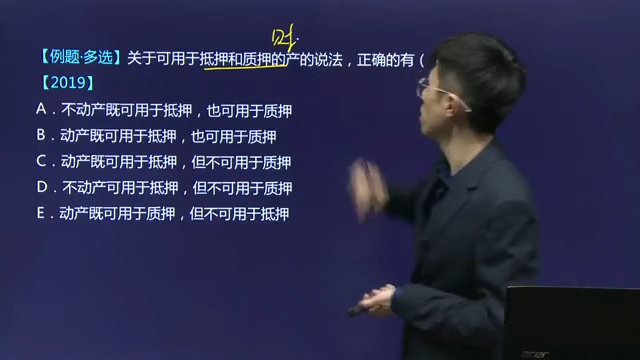 财
【例题·多选】关于可用于抵押和质押的产的说法，正确的有（
【2019】
A．不动产既可用于抵押，也可用于质押
B．动产既可用于抵押，也可用于质押
C．动产既可用于抵押，但不可用于质押
D．不动产可用于抵押，但不可用于质押
E．动产既可用于质押，但不可用于抵押
acer